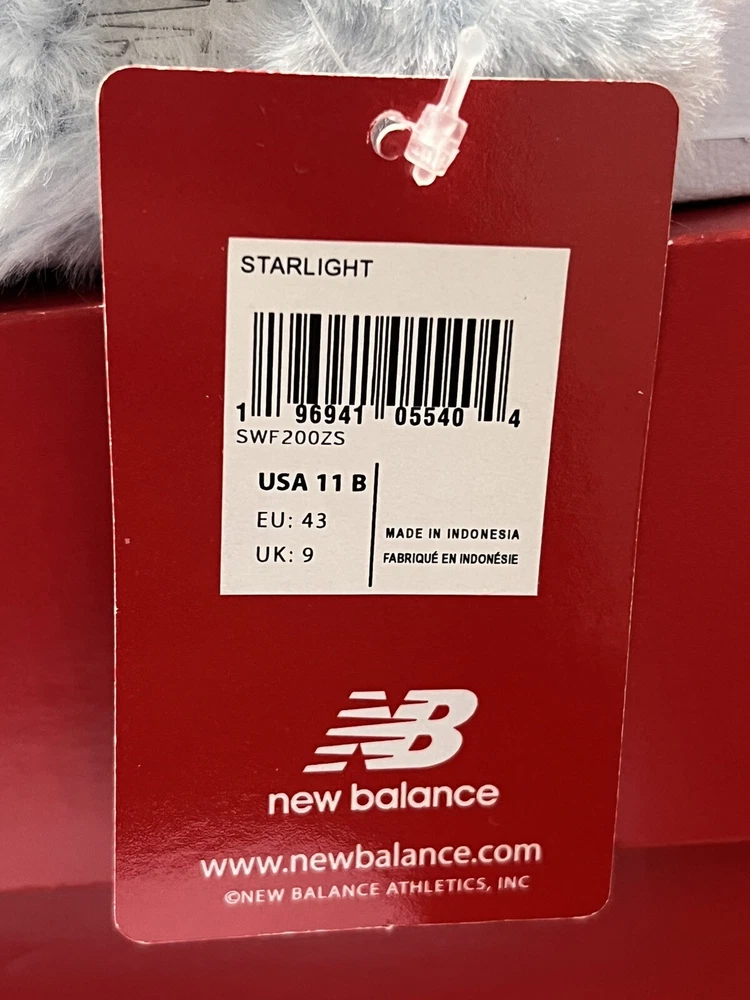 STARLIGHT
1 96941 05540 4
SWF200ZS
USA 11 B
EU: 43
UK: 9
MADE IN INDONESIA
FABRIQUÉ EN INDONÉSIE
NB
new balance
www.newbalance.com
©NEW BALANCE ATHLETICS, INC